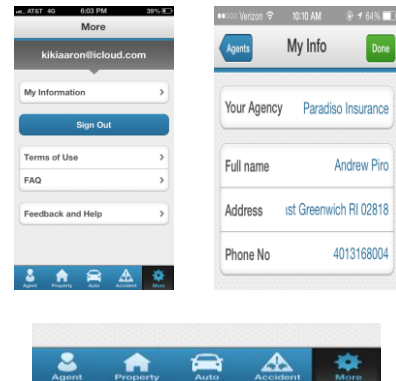 AT&T 4G 6:03 PM 39%
More
kikiaaron@icloud.com
My Information
Sign Out
Terms of Use
FAQ
Feedback and Help
Agent Property Auto Accident More
Verizon 10:10 AM 64%
Agents My Info Done
Your Agency Paradiso Insurance
Full name Andrew Piro
Address ıst Greenwich RI 02818
Phone No 4013168004
Agent Property Auto Accident More